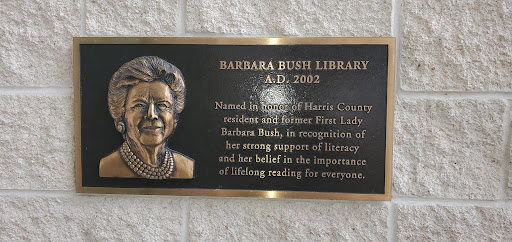 BARBARA BUSH LIBRARY
A.D. 2002
Named in honor of Harris County
resident and former First Lady
Barbara Bush, in recognition of
her strong support of literacy
and her belief in the importance
of lifelong reading for everyone.